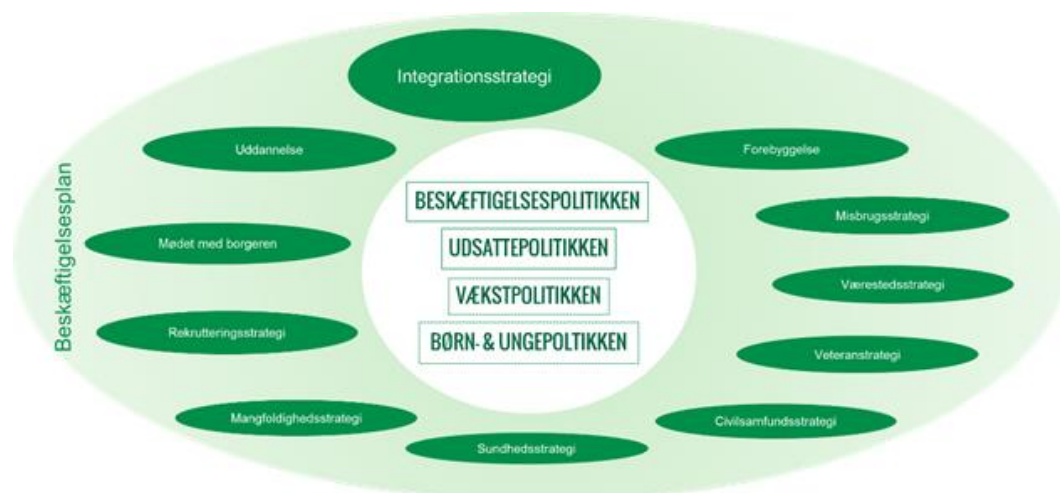 Integrationsstrategi
Uddannelse
Forebyggelse
BESKÆFTIGELSESPOLITIKKEN
Misbrugsstrategi
Mødet med borgeren
UDSATTEPOLITIKKEN
Værestedsstrategi
VÆKSTPOLITIKKEN
Rekrutteringsstrategi
BØRN- & UNGEPOLTIKKEN
Veteranstrategi
Mangfoldighedsstrategi
Civilsamfundsstrategi
Sundhedsstrategi
Beskæftigelsesplan